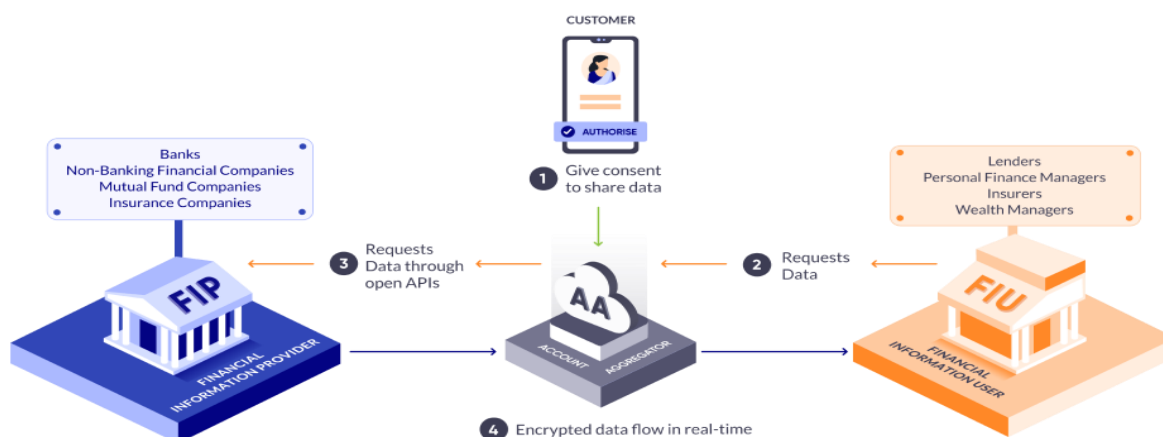 CUSTOMER
AUTHORISE
1 Give consent
to share data
Banks
Non-Banking Financial Companies
Mutual Fund Companies
Insurance Companies
Lenders
Personal Finance Managers
Insurers
Wealth Managers
3 Requests
Data through
open APIs
2 Requests
Data
FIP
FINANCIAL
INFORMATION PROVIDER
AA
ACCOUNT
AGGREGATOR
FIU
FINANCIAL
INFORMATION USER
4 Encrypted data flow in real-time